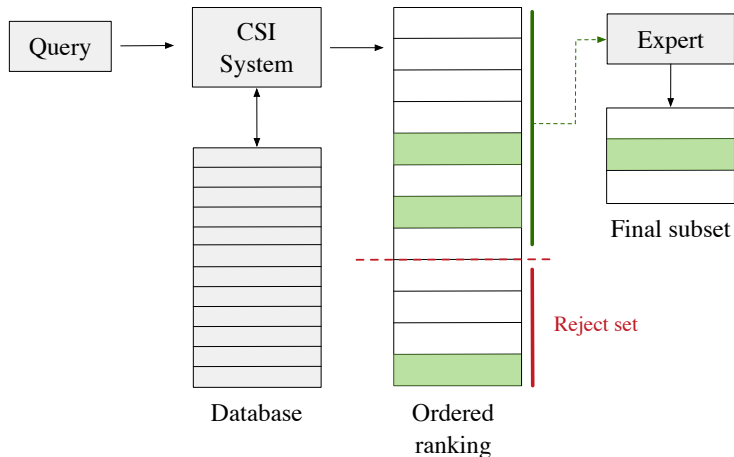 Query
CSI
System
Expert
Final subset
Reject set
Database
Ordered
ranking